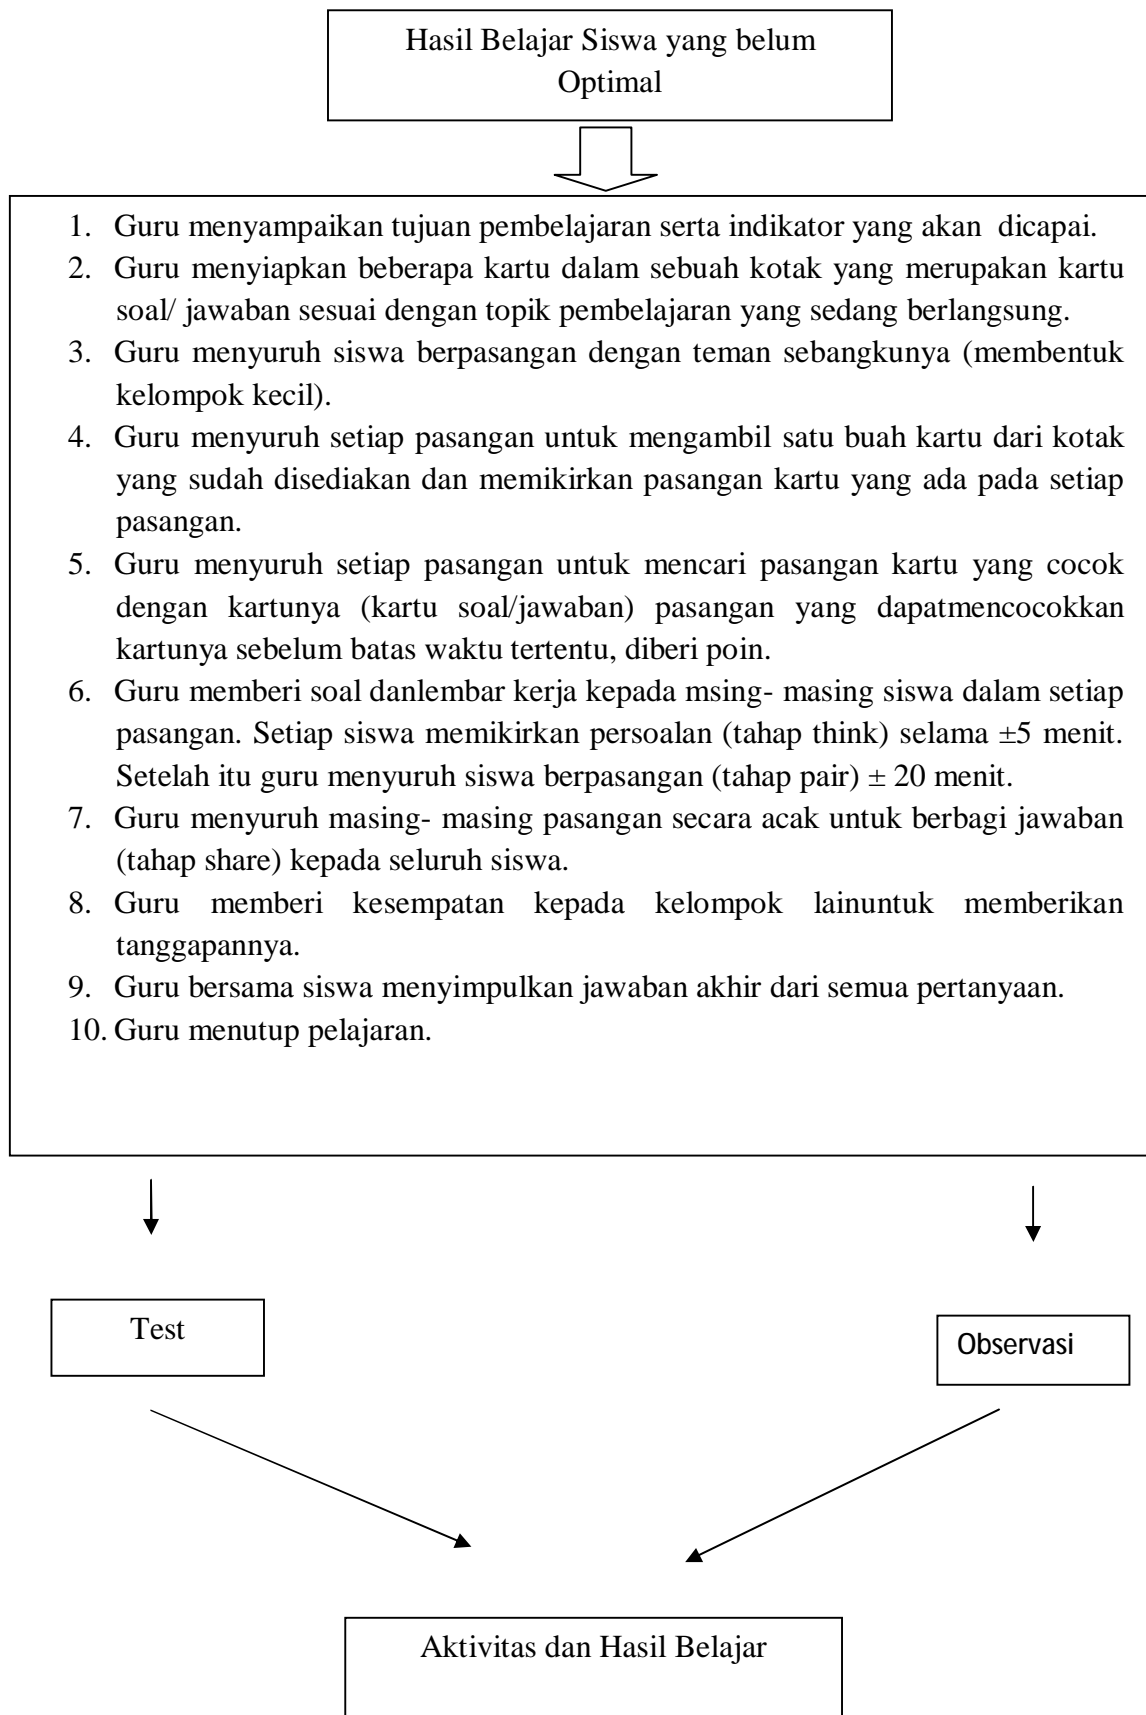 Hasil Belajar Siswa yang belum
Optimal
1. Guru menyampaikan tujuan pembelajaran serta indikator yang akan dicapai.
2. Guru menyiapkan beberapa kartu dalam sebuah kotak yang merupakan kartu
soal/ jawaban sesuai dengan topik pembelajaran yang sedang berlangsung.
3. Guru menyuruh siswa berpasangan dengan teman sebangkunya (membentuk
kelompok kecil).
4. Guru menyuruh setiap pasangan untuk mengambil satu buah kartu dari kotak
yang sudah disediakan dan memikirkan pasangan kartu yang ada pada setiap
pasangan.
5. Guru menyuruh setiap pasangan untuk mencari pasangan kartu yang cocok
dengan kartunya (kartu soal/jawaban) pasangan yang dapatmencocokkan
kartunya sebelum batas waktu tertentu, diberi poin.
6. Guru memberi soal danlembar kerja kepada msing- masing siswa dalam setiap
pasangan. Setiap siswa memikirkan persoalan (tahap think) selama ±5 menit.
Setelah itu guru menyuruh siswa berpasangan (tahap pair) ± 20 menit.
7. Guru menyuruh masing- masing pasangan secara acak untuk berbagi jawaban
(tahap share) kepada seluruh siswa.
8. Guru memberi kesempatan kepada kelompok lainuntuk memberikan
tanggapannya.
9. Guru bersama siswa menyimpulkan jawaban akhir dari semua pertanyaan.
10. Guru menutup pelajaran.
Test
Observasi
Aktivitas dan Hasil Belajar